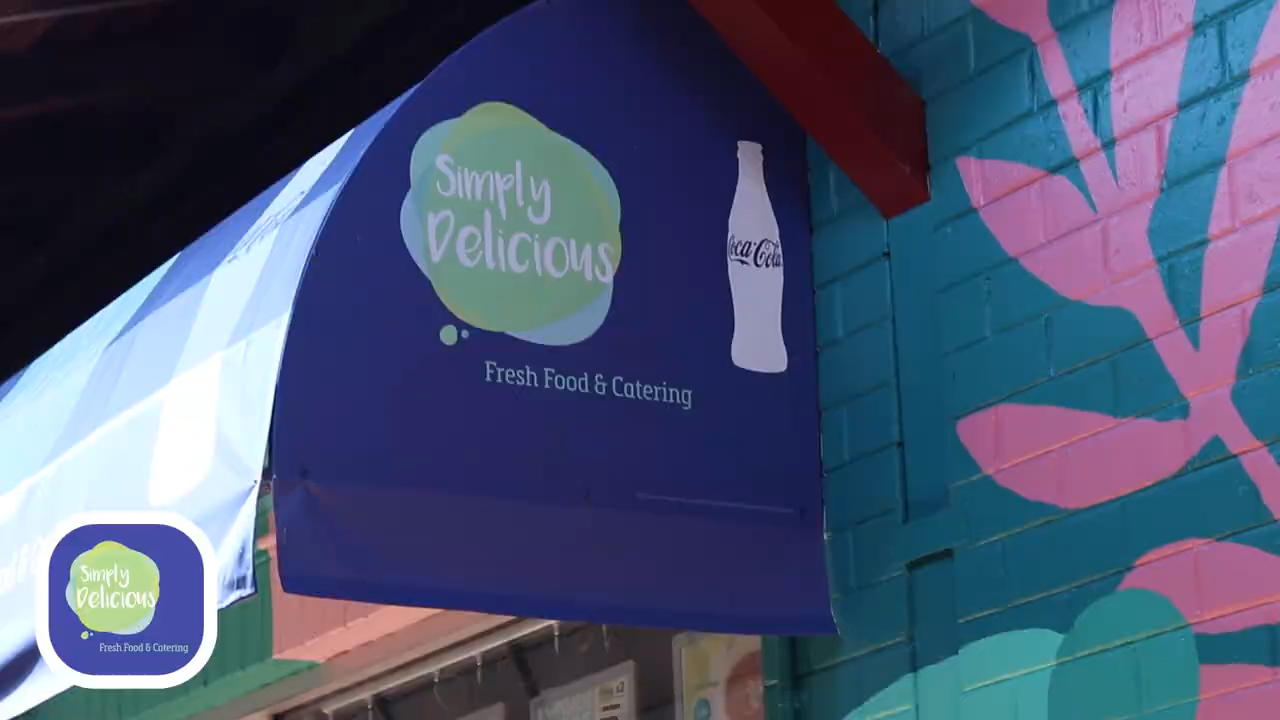 Simply
Delicious
Fresh Food & Catering
Coca-Cola
Simply
Delicious
Fresh Food & Catering